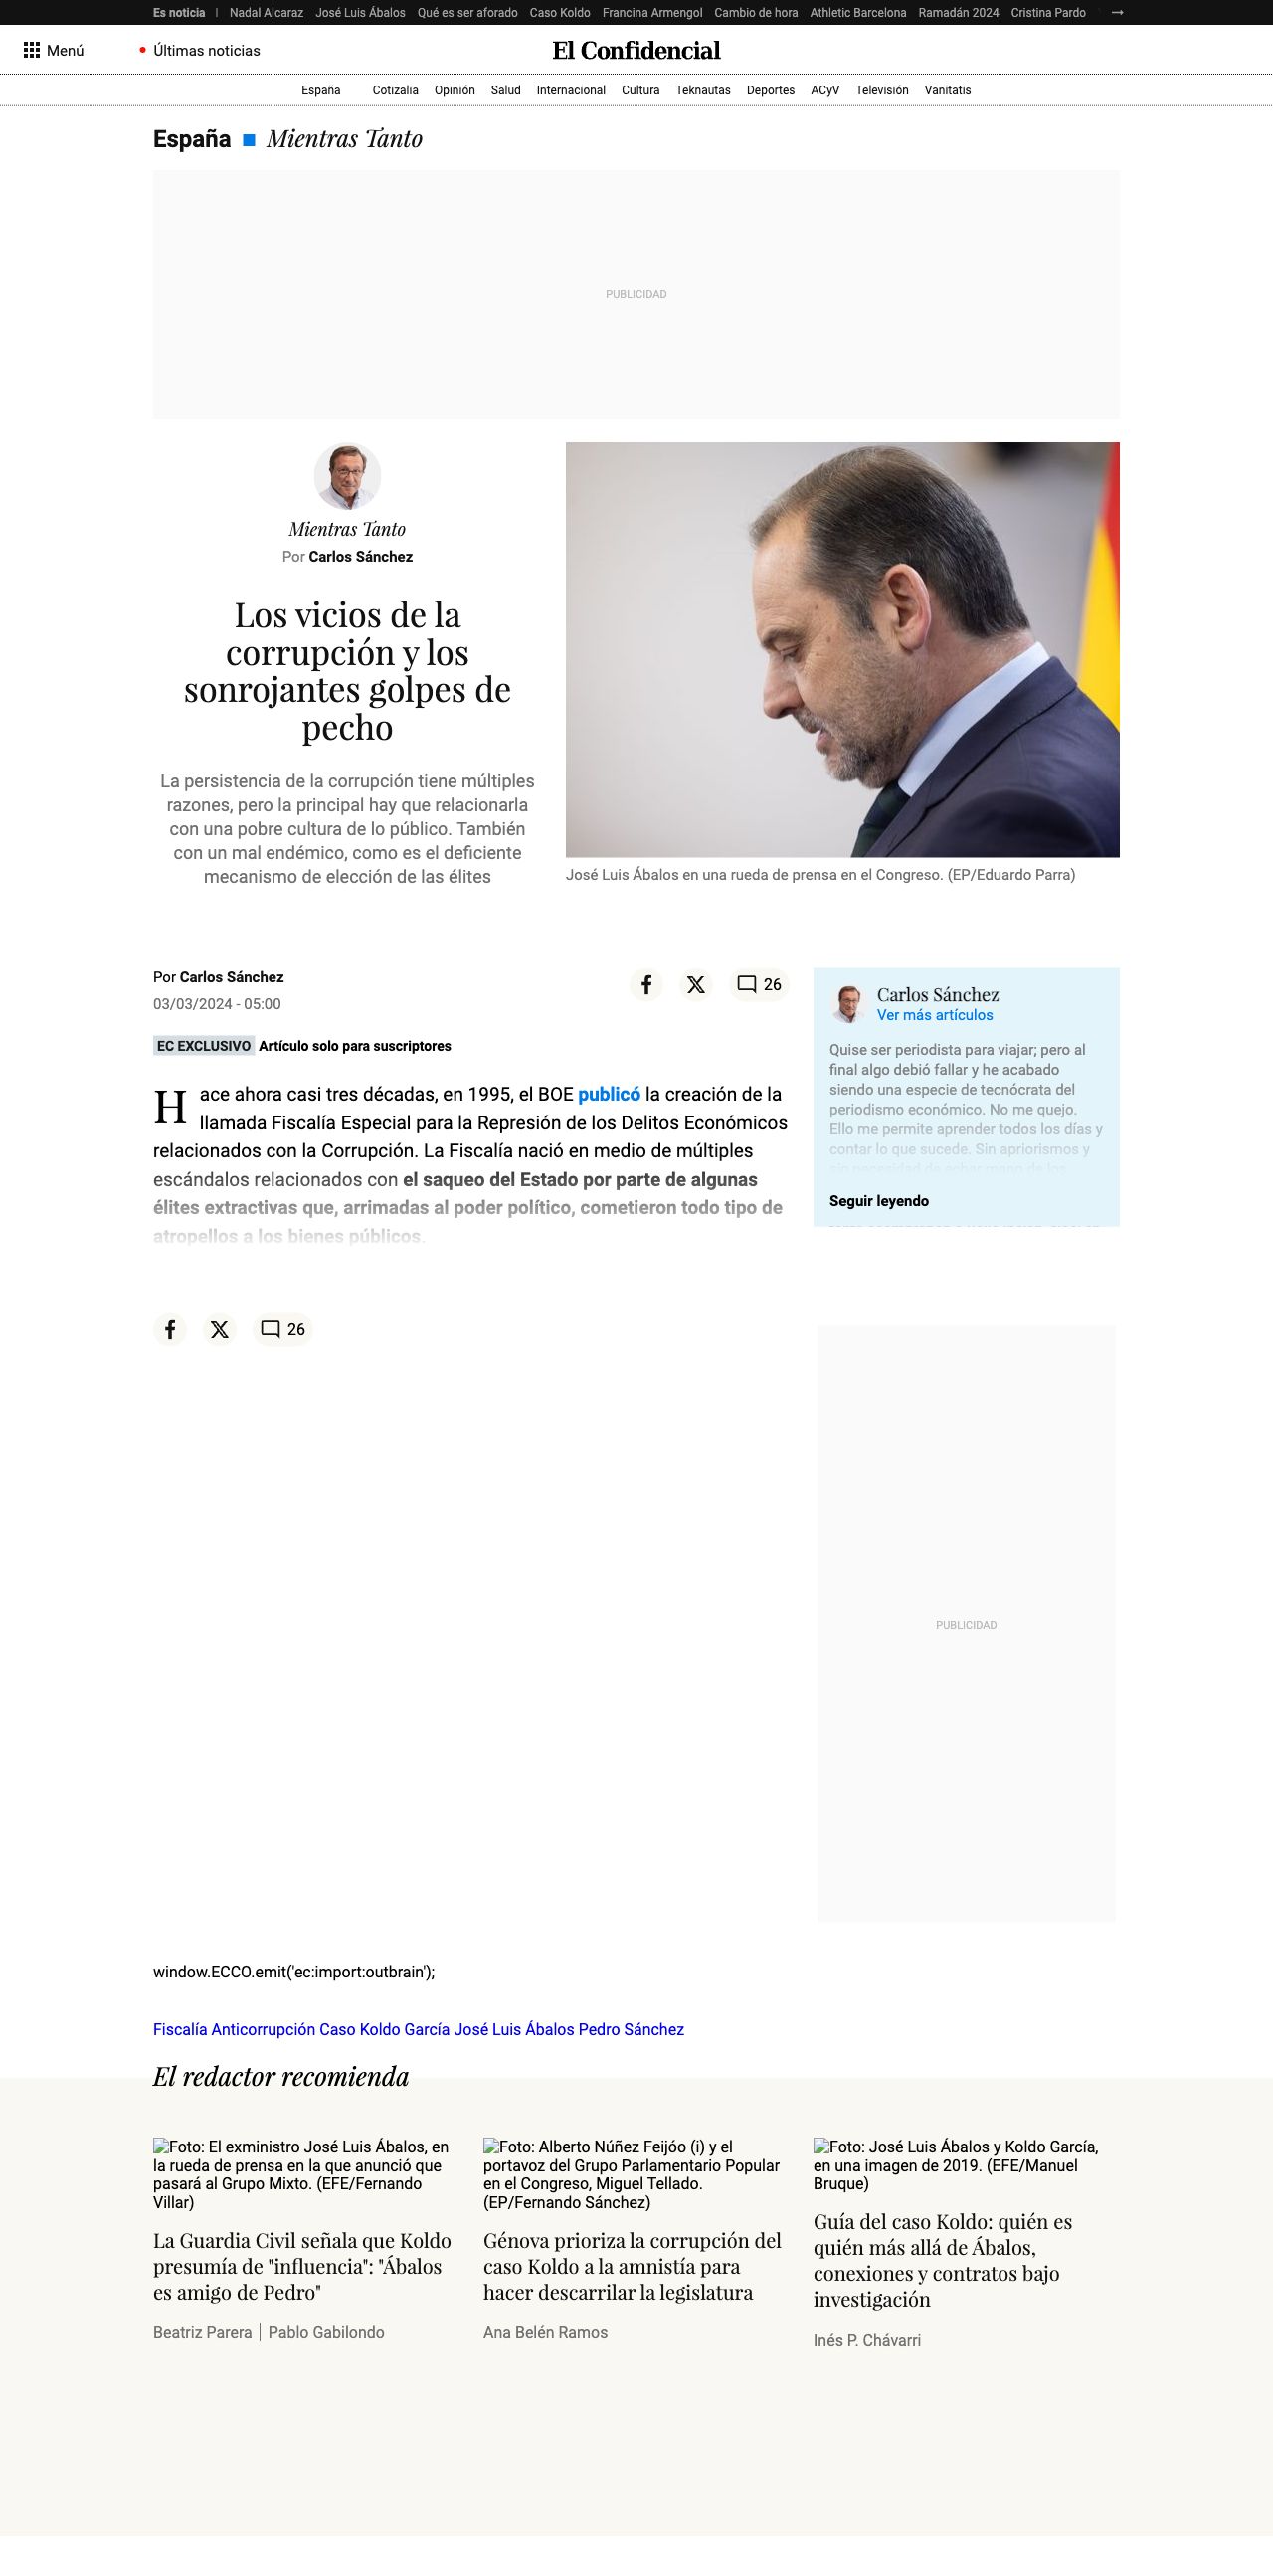 Es noticia | Nadal Alcaraz José Luis Ábalos Qué es ser aforado Caso Koldo Francina Armengol Cambio de hora Athletic Barcelona Ramadán 2024 Cristina Pardo →
Menú
Últimas noticias
El Confidencial
España Cotizalia Opinión Salud Internacional Cultura Teknautas Deportes ACyV Televisión Vanitatis
España Mientras Tanto
PUBLICIDAD
Mientras Tanto
Por Carlos Sánchez
Los vicios de la
corrupción y los
sonrojantes golpes de
pecho
La persistencia de la corrupción tiene múltiples
razones, pero la principal hay que relacionarla
con una pobre cultura de lo público. También
con un mal endémico, como es el deficiente
mecanismo de elección de las élites
José Luis Ábalos en una rueda de prensa en el Congreso. (EP/Eduardo Parra)
Por Carlos Sánchez
03/03/2024 - 05:00
26
EC EXCLUSIVO Artículo solo para suscriptores
Hace ahora casi tres décadas, en 1995, el BOE publicó la creación de la
llamada Fiscalía Especial para la Represión de los Delitos Económicos
relacionados con la Corrupción. La Fiscalía nació en medio de múltiples
escándalos relacionados con el saqueo del Estado por parte de algunas
élites extractivas que, arrimadas al poder político, cometieron todo tipo de
atropellos a los bienes públicos.
Carlos Sánchez
Ver más artículos
Quise ser periodista para viajar; pero al
final algo debió fallar y he acabado
siendo una especie de tecnócrata del
periodismo económico. No me quejo.
Ello me permite aprender todos los días y
contar lo que sucede. Sin apriorismos y
Seguir leyendo
26
PUBLICIDAD
window.ECCO.emit('ec:import:outbrain');
Fiscalía Anticorrupción Caso Koldo García José Luis Ábalos Pedro Sánchez
El redactor recomienda
Foto: El exministro José Luis Ábalos, en
la rueda de prensa en la que anunció que
pasará al Grupo Mixto. (EFE/Fernando
Villar)
La Guardia Civil señala que Koldo
presumía de "influencia": "Ábalos
es amigo de Pedro"
Beatriz Parera | Pablo Gabilondo
Foto: Alberto Núñez Feijóo (i) y el
portavoz del Grupo Parlamentario Popular
en el Congreso, Miguel Tellado.
(EP/Fernando Sánchez)
Génova prioriza la corrupción del
caso Koldo a la amnistía para
hacer descarrilar la legislatura
Ana Belén Ramos
Foto: José Luis Ábalos y Koldo García,
en una imagen de 2019. (EFE/Manuel
Bruque)
Guía del caso Koldo: quién es
quién más allá de Ábalos,
conexiones y contratos bajo
investigación
Inés P. Chávarri